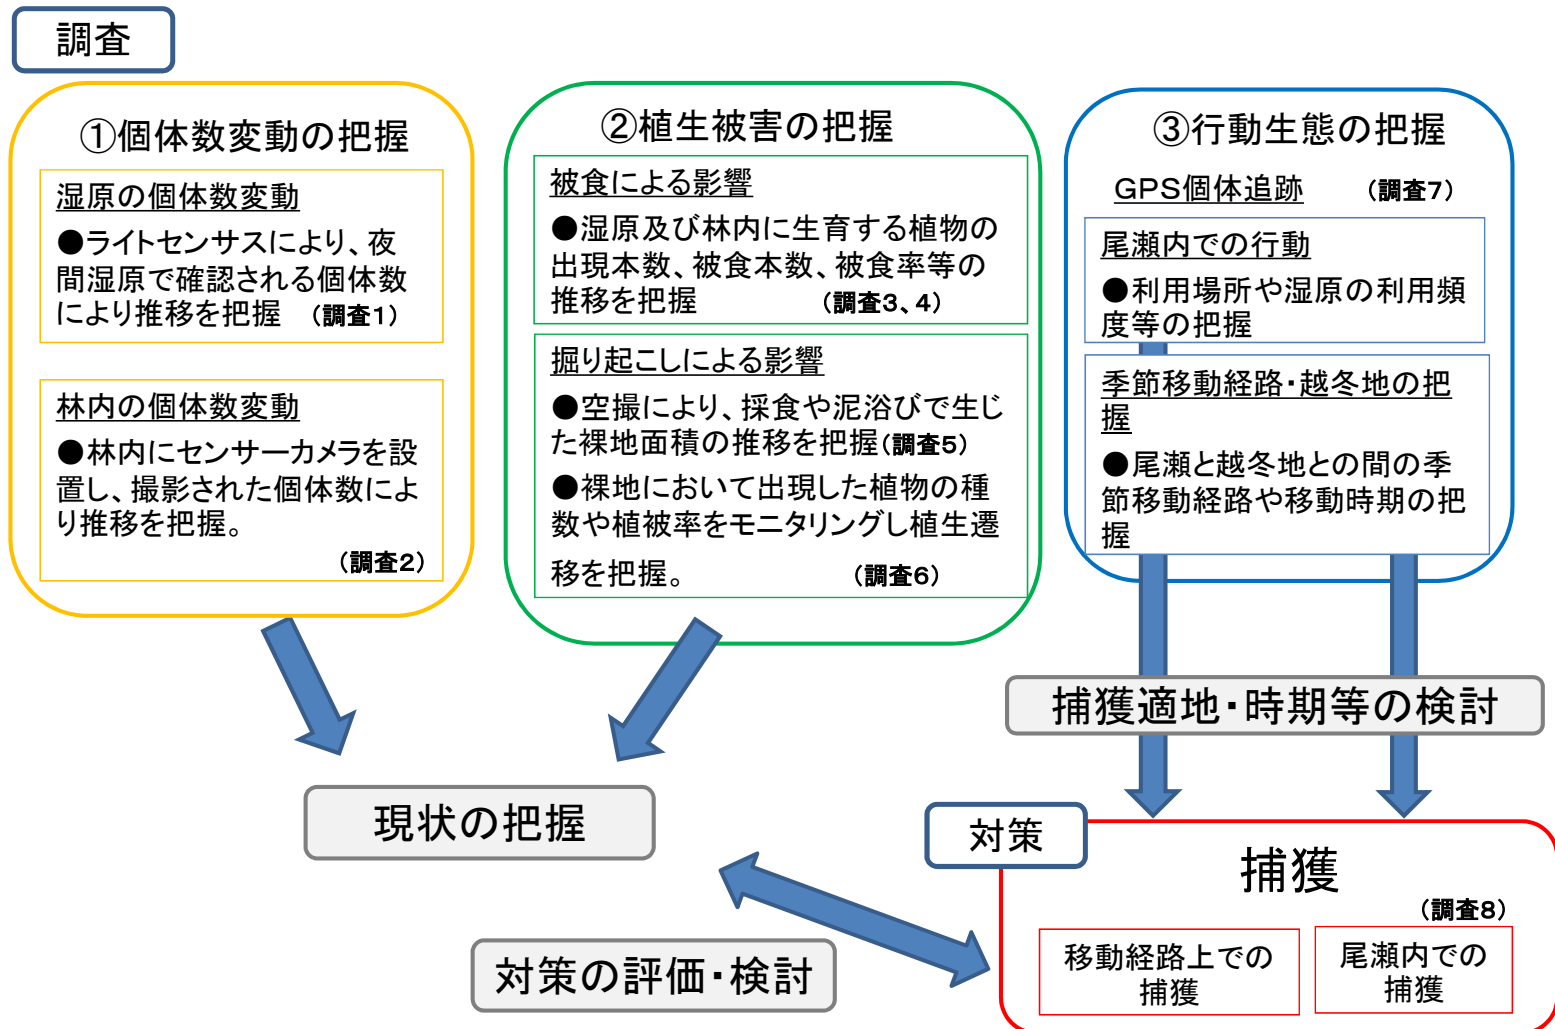 調査
①個体数変動の把握
湿原の個体数変動
●ライトセンサスにより、夜
間湿原で確認される個体数
により推移を把握 （調査1）
林内の個体数変動
●林内にセンサーカメラを設
置し、撮影された個体数によ
り推移を把握。
（調査2）
②植生被害の把握
被食による影響
●湿原及び林内に生育する植物の
出現本数、被食本数、被食率等の
推移を把握 （調査3、4）
掘り起こしによる影響
●空撮により、採食や泥浴びで生じ
た裸地面積の推移を把握（調査5）
●裸地において出現した植物の種
数や植被率をモニタリングし植生遷
移を把握。 （調査6）
③行動生態の把握
GPS個体追跡 （調査7）
尾瀬内での行動
●利用場所や湿原の利用頻
度等の把握
季節移動経路・越冬地の把
握
●尾瀬と越冬地との間の季
節移動経路や移動時期の把
握
捕獲適地・時期等の検討
現状の把握
対策
捕獲
（調査8）
移動経路上での
捕獲
尾瀬内での
捕獲
対策の評価・検討